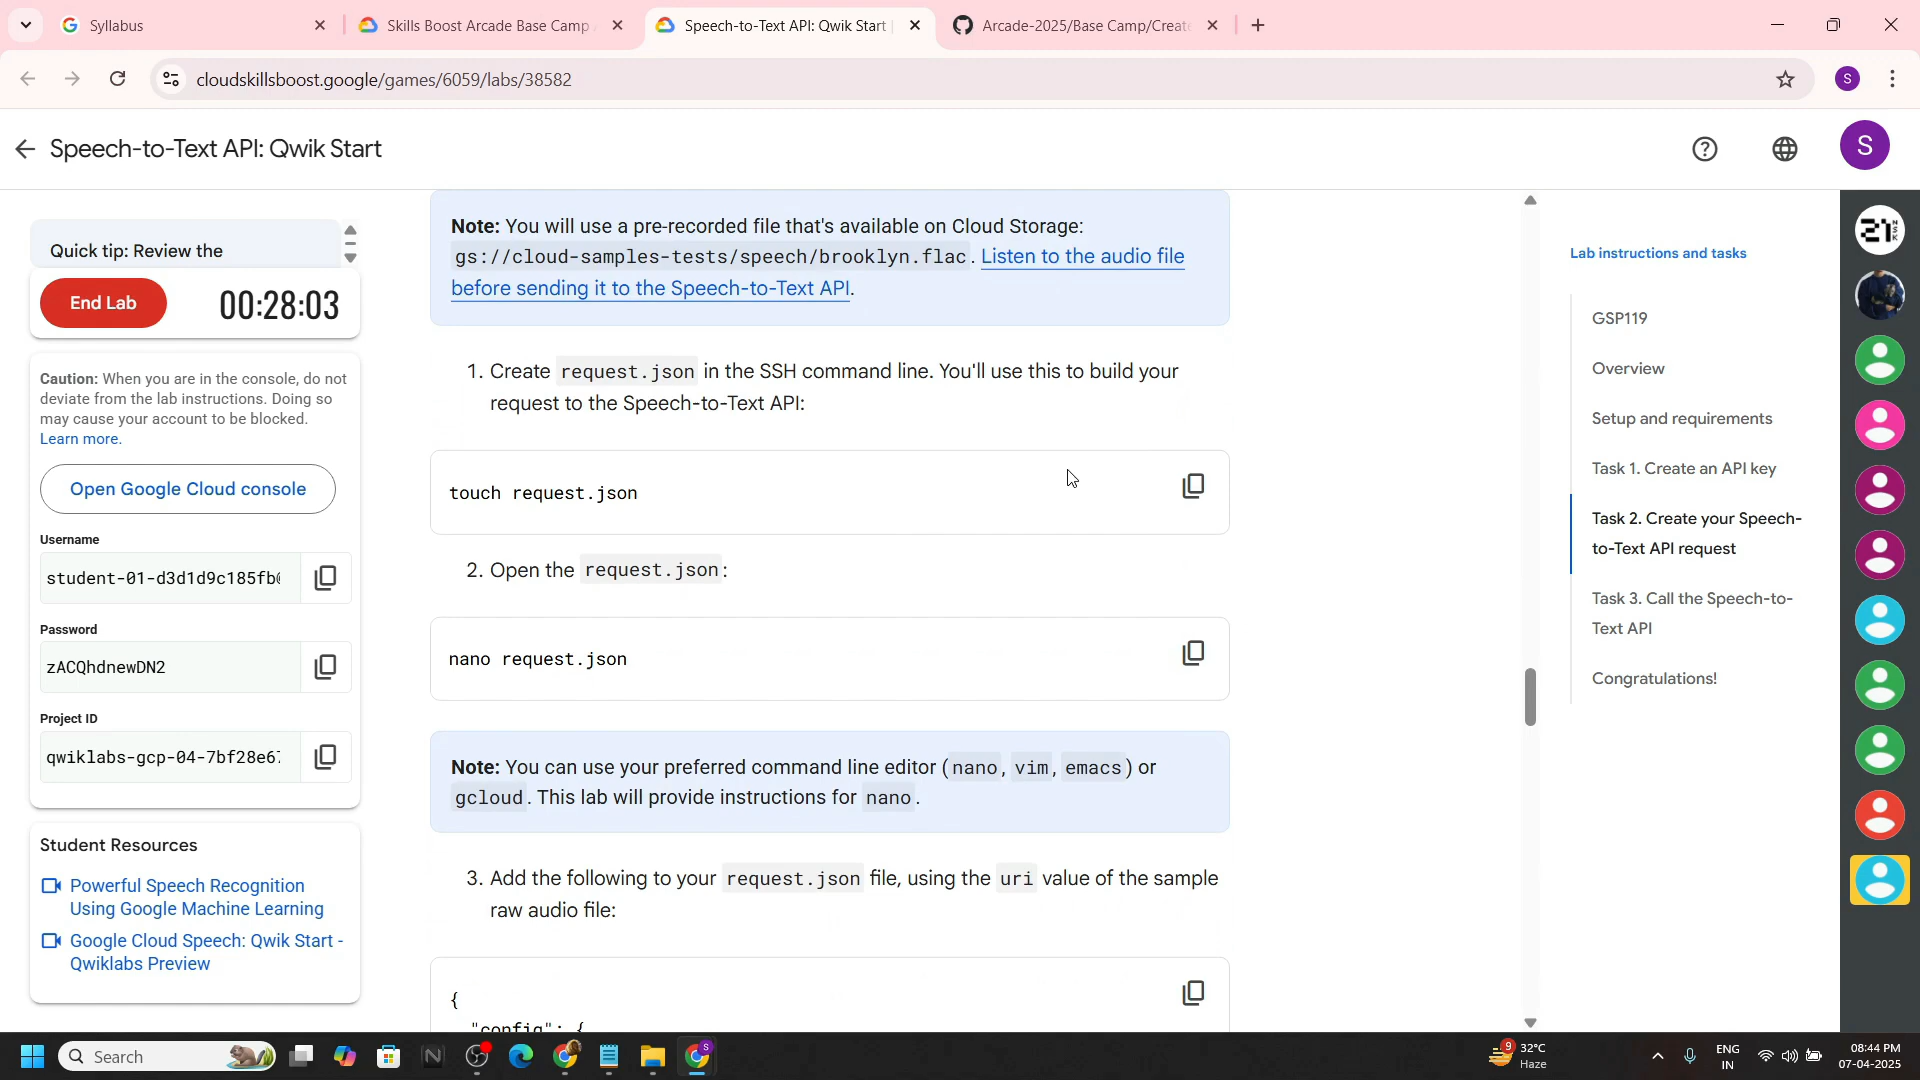 Syllabus
Skills Boost Arcade Base Camp
Speech-to-Text API: Qwik Start
Arcade-2025/Base Camp/Create
cloudskillsboost.google/games/6059/labs/38582
S
Speech-to-Text API: Qwik Start
S
Quick tip: Review the
End Lab
00:28:03
Caution: When you are in the console, do not
deviate from the lab instructions. Doing so
may cause your account to be blocked.
Learn more.
Open Google Cloud console
Username
student-01-d3d1d9c185fb
Password
zACQhdnewDN2
Project ID
qwiklabs-gcp-04-7bf28e67
Student Resources
Powerful Speech Recognition
Using Google Machine Learning
Google Cloud Speech: Qwik Start -
Qwiklabs Preview
Note: You will use a pre-recorded file that's available on Cloud Storage:
gs://cloud-samples-tests/speech/brooklyn.flac. Listen to the audio file
before sending it to the Speech-to-Text API.
1. Create request.json in the SSH command line. You'll use this to build your
request to the Speech-to-Text API:
touch request.json
2. Open the request.json:
nano request.json
Note: You can use your preferred command line editor (nano, vim, emacs) or
gcloud. This lab will provide instructions for nano.
3. Add the following to your request.json file, using the uri value of the sample
raw audio file:
{
"config": {
Lab instructions and tasks
GSP119
Overview
Setup and requirements
Task 1. Create an API key
Task 2. Create your Speech-
to-Text API request
Task 3. Call the Speech-to-
Text API
Congratulations!
21
Search
9
32°C
Haze
ENG
IN
08:44 PM
07-04-2025